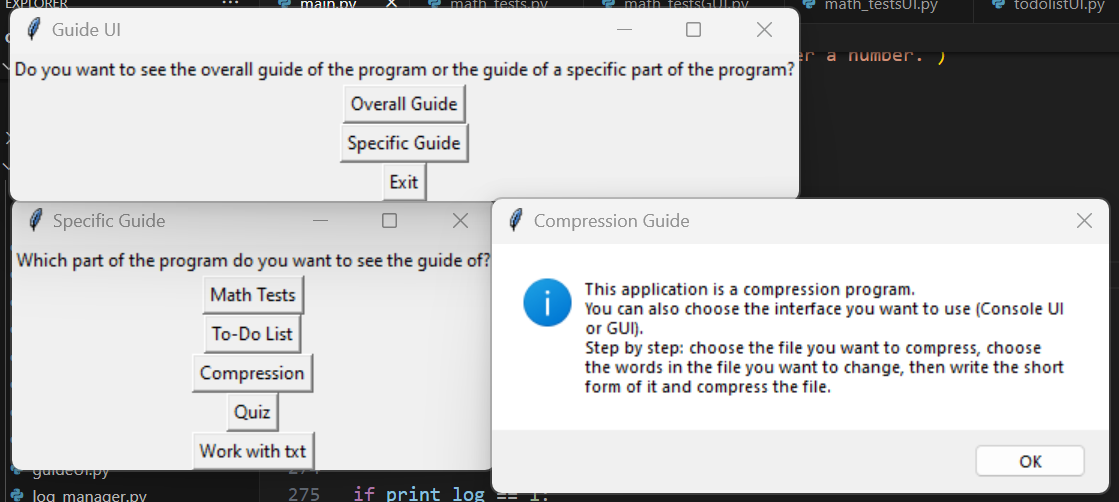 EXPLORER
main.py
math_tests.py
math_testsGUI.py
math_testsUI.py
todolistUI.py
Guide UI
er a number. )
Do you want to see the overall guide of the program or the guide of a specific part of the program?
Overall Guide
Specific Guide
Exit
Specific Guide
Which part of the program do you want to see the guide of?
Math Tests
To-Do List
Compression
Quiz
Work with txt
Compression Guide
This application is a compression program.
You can also choose the interface you want to use (Console UI
or GUI).
Step by step: choose the file you want to compress, choose
the words in the file you want to change, then write the short
form of it and compress the file.
OK
guideUI.py
log_manager.py
275 if print_log == 1: